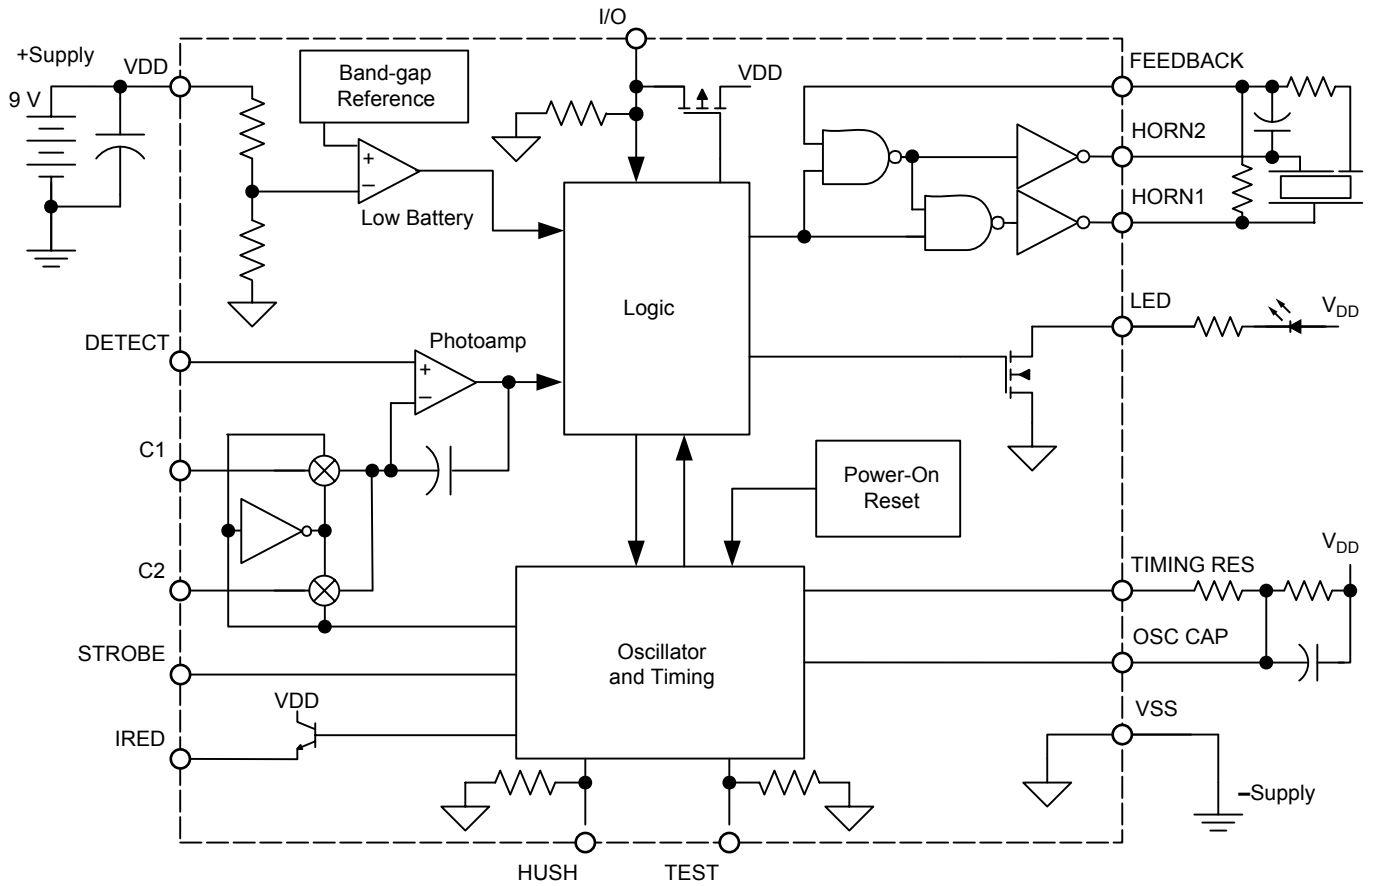 I/O
+Supply
VDD
9 V
Band-gap
Reference
VDD
FEEDBACK
HORN2
HORN1
+
−
Low Battery
Logic
LED
VDD
DETECT
Photoamp
+
−
C1
Power-On
Reset
C2
VDD
TIMING RES
OSC CAP
STROBE
Oscillator
and Timing
VDD
IRED
VSS
−Supply
HUSH
TEST